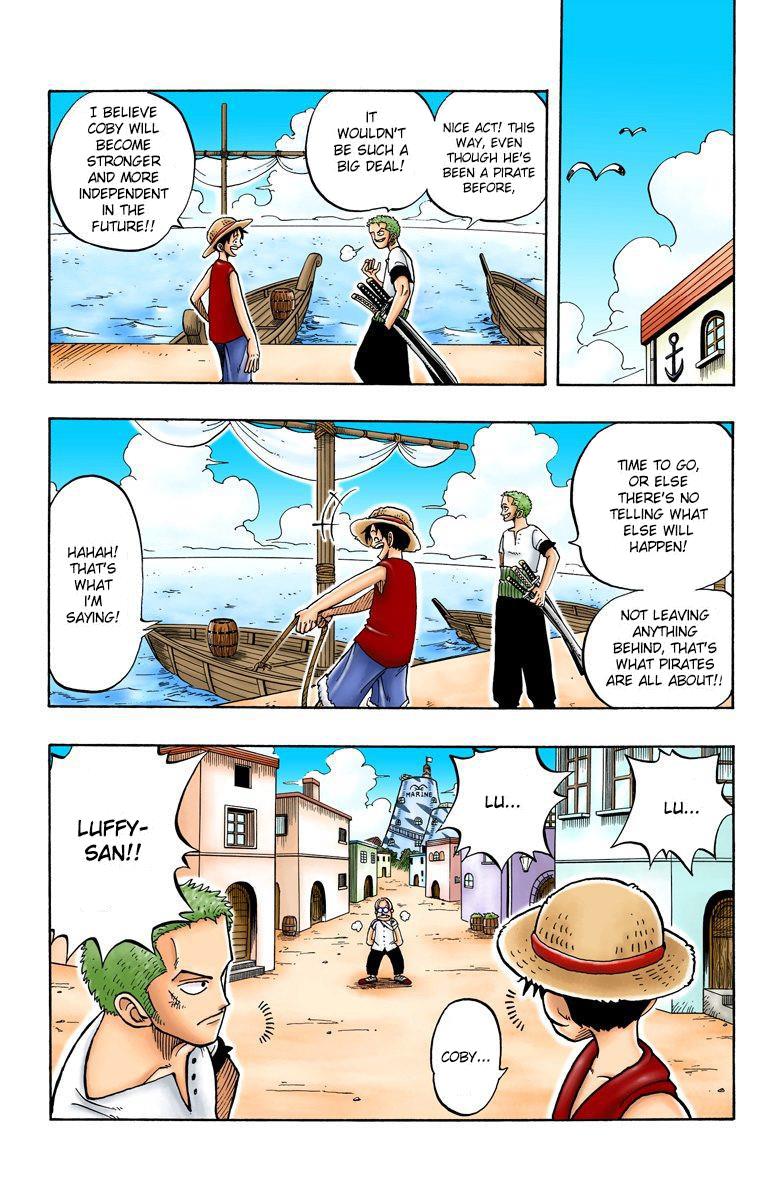 NICE ACT! THIS
WAY, EVEN
THOUGH HE'S
BEEN A PIRATE
BEFORE,
IT
WOULDN'T
BE SUCH A
BIG DEAL!
I BELIEVE
COBY WILL
BECOME
STRONGER
AND MORE
INDEPENDENT
IN THE
FUTURE!!
TIME TO GO,
OR ELSE
THERE'S NO
TELLING WHAT
ELSE WILL
HAPPEN!
NOT LEAVING
ANYTHING
BEHIND, THAT'S
WHAT PIRATES
ARE ALL ABOUT!!
HAHAH!
THAT'S
WHAT
I'M
SAYING!
LU...
LU...
MARINE
LUFFY-
SAN!!
COBY...